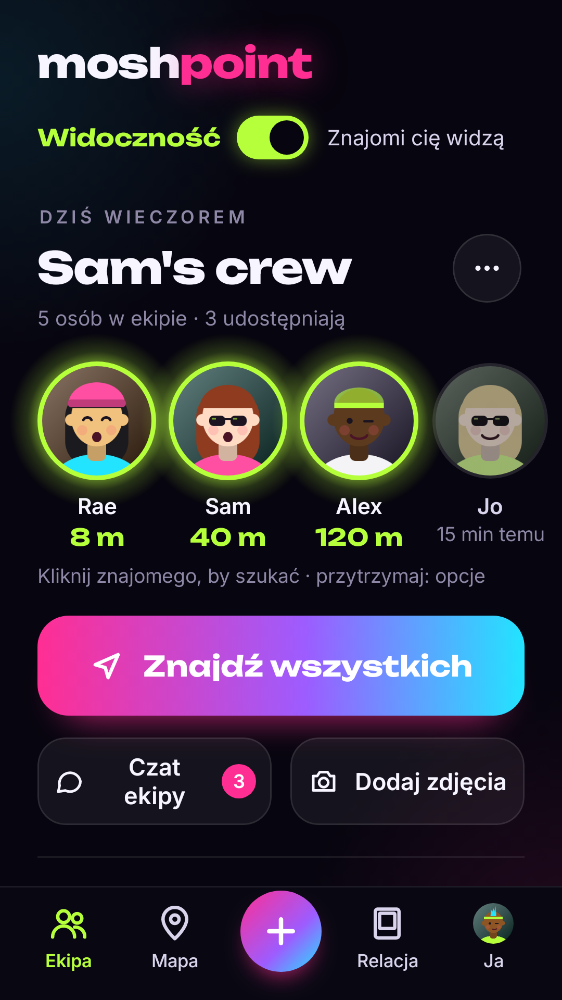 moshpoint
Widoczność
Znajomi cię widzą
DZIŚ WIECZOREM
Sam's crew
5 osób w ekipie · 3 udostępniają
Rae
Sam
Alex
Jo
8 m
40 m
120 m
15 min temu
Kliknij znajomego, by szukać · przytrzymaj: opcje
Znajdź wszystkich
Czat
ekipy
3
Dodaj zdjęcia
Ekipa
Mapa
Relacja
Ja